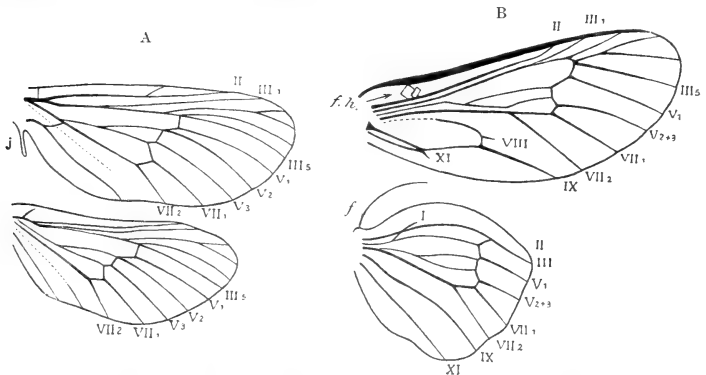 A
II
III₁
j
III₅
V₁
V₂
V₃
VII₁
VII₂
III₅
V₁
V₂
V₃
VII₁
VII₂
B
II
III₁
f.h.
III₅
V₁
V₂₊₃
VII₁
VII₂
IX
VIII
XI
f
I
II
III
V₁
V₂₊₃
VII₁
VII₂
IX
XI